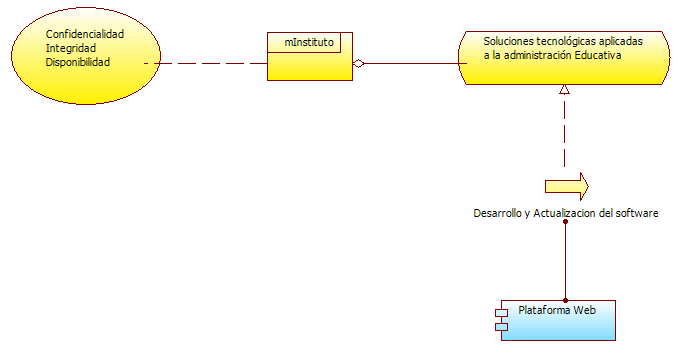 Confidencialidad
Integridad
Disponibilidad
mInstituto
Soluciones tecnológicas aplicadas
a la administración Educativa
Desarrollo y Actualizacion del software
Plataforma Web